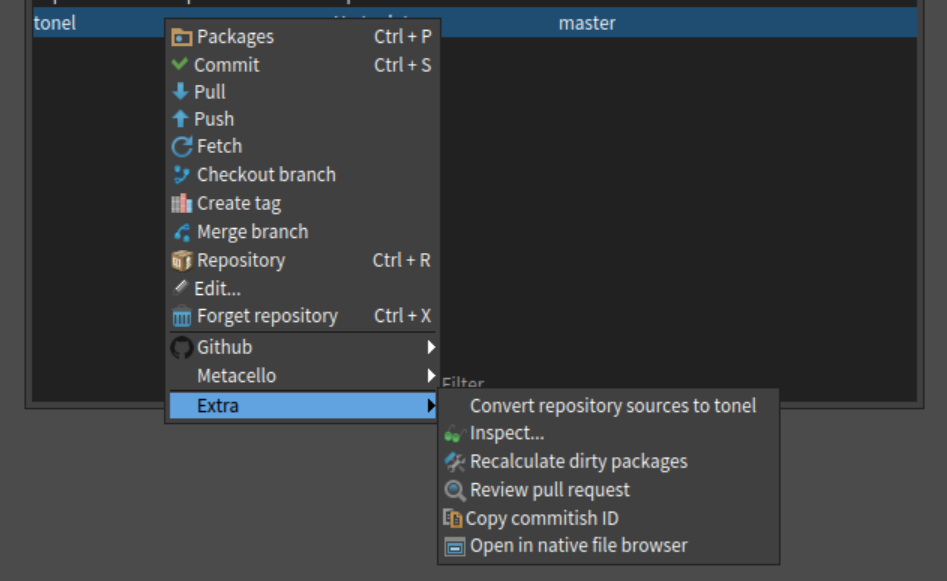 tonel master
Packages Ctrl + P
Commit Ctrl + S
Pull
Push
Fetch
Checkout branch
Create tag
Merge branch
Repository Ctrl + R
Edit...
Forget repository Ctrl + X
Github
Metacello
Filter
Extra
Convert repository sources to tonel
Inspect...
Recalculate dirty packages
Review pull request
Copy commitish ID
Open in native file browser